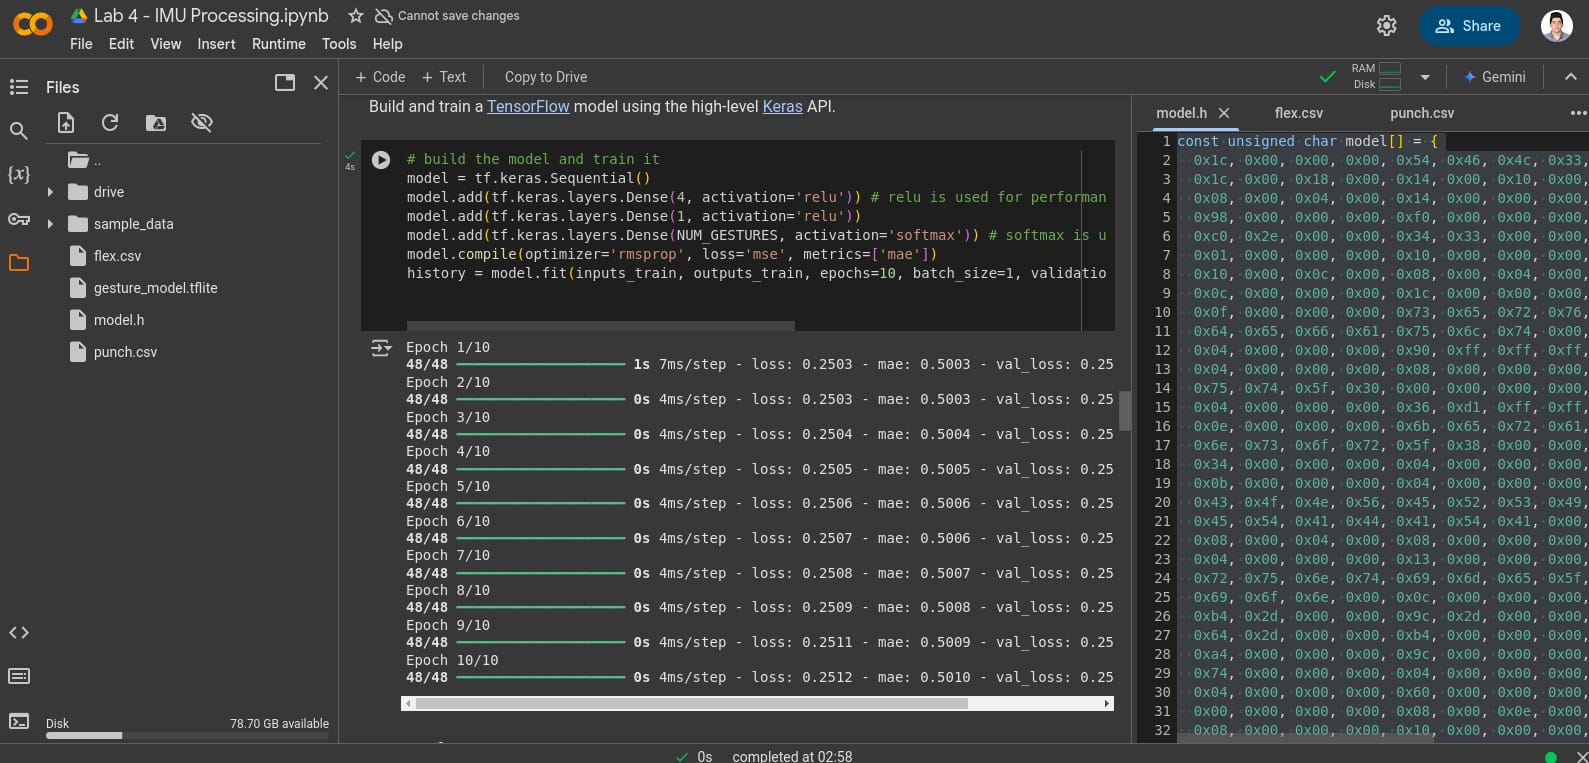 Lab 4 - IMU Processing.ipynb
Cannot save changes
File Edit View Insert Runtime Tools Help
Share
Files
..
drive
sample_data
flex.csv
gesture_model.tflite
model.h
punch.csv
Disk 78.70 GB available
+ Code + Text Copy to Drive
RAM
Disk
Gemini
Build and train a TensorFlow model using the high-level Keras API.
4s
# build the model and train it
model = tf.keras.Sequential()
model.add(tf.keras.layers.Dense(4, activation='relu')) # relu is used for performan
model.add(tf.keras.layers.Dense(1, activation='relu'))
model.add(tf.keras.layers.Dense(NUM_GESTURES, activation='softmax')) # softmax is u
model.compile(optimizer='rmsprop', loss='mse', metrics=['mae'])
history = model.fit(inputs_train, outputs_train, epochs=10, batch_size=1, validatio
Epoch 1/10
48/48 1s 7ms/step - loss: 0.2503 - mae: 0.5003 - val_loss: 0.25
Epoch 2/10
48/48 0s 4ms/step - loss: 0.2503 - mae: 0.5003 - val_loss: 0.25
Epoch 3/10
48/48 0s 4ms/step - loss: 0.2504 - mae: 0.5004 - val_loss: 0.25
Epoch 4/10
48/48 0s 4ms/step - loss: 0.2505 - mae: 0.5005 - val_loss: 0.25
Epoch 5/10
48/48 0s 4ms/step - loss: 0.2506 - mae: 0.5006 - val_loss: 0.25
Epoch 6/10
48/48 0s 4ms/step - loss: 0.2507 - mae: 0.5006 - val_loss: 0.25
Epoch 7/10
48/48 0s 4ms/step - loss: 0.2508 - mae: 0.5007 - val_loss: 0.25
Epoch 8/10
48/48 0s 4ms/step - loss: 0.2509 - mae: 0.5008 - val_loss: 0.25
Epoch 9/10
48/48 0s 4ms/step - loss: 0.2511 - mae: 0.5009 - val_loss: 0.25
Epoch 10/10
48/48 0s 4ms/step - loss: 0.2512 - mae: 0.5010 - val_loss: 0.25
model.h flex.csv punch.csv
1 const unsigned char model[] = {
2 0x1c, 0x00, 0x00, 0x00, 0x54, 0x46, 0x4c, 0x33,
3 0x1c, 0x00, 0x18, 0x00, 0x14, 0x00, 0x10, 0x00,
4 0x08, 0x00, 0x04, 0x00, 0x14, 0x00, 0x00, 0x00,
5 0x98, 0x00, 0x00, 0x00, 0xf0, 0x00, 0x00, 0x00,
6 0xc0, 0x2e, 0x00, 0x00, 0x34, 0x33, 0x00, 0x00,
7 0x01, 0x00, 0x00, 0x00, 0x10, 0x00, 0x00, 0x00,
8 0x10, 0x00, 0x0c, 0x00, 0x08, 0x00, 0x04, 0x00,
9 0x0c, 0x00, 0x00, 0x00, 0x1c, 0x00, 0x00, 0x00,
10 0x0f, 0x00, 0x00, 0x00, 0x73, 0x65, 0x72, 0x76,
11 0x64, 0x65, 0x66, 0x61, 0x75, 0x6c, 0x74, 0x00,
12 0x04, 0x00, 0x00, 0x00, 0x90, 0xff, 0xff, 0xff,
13 0x04, 0x00, 0x00, 0x00, 0x08, 0x00, 0x00, 0x00,
14 0x75, 0x74, 0x5f, 0x30, 0x00, 0x00, 0x00, 0x00,
15 0x04, 0x00, 0x00, 0x00, 0x36, 0xd1, 0xff, 0xff,
16 0x0e, 0x00, 0x00, 0x00, 0x6b, 0x65, 0x72, 0x61,
17 0x6e, 0x73, 0x6f, 0x72, 0x5f, 0x38, 0x00, 0x00,
18 0x34, 0x00, 0x00, 0x00, 0x04, 0x00, 0x00, 0x00,
19 0x0b, 0x00, 0x00, 0x00, 0x04, 0x00, 0x00, 0x00,
20 0x43, 0x4f, 0x4e, 0x56, 0x45, 0x52, 0x53, 0x49,
21 0x45, 0x54, 0x41, 0x44, 0x41, 0x54, 0x41, 0x00,
22 0x08, 0x00, 0x04, 0x00, 0x08, 0x00, 0x00, 0x00,
23 0x04, 0x00, 0x00, 0x00, 0x13, 0x00, 0x00, 0x00,
24 0x72, 0x75, 0x6e, 0x74, 0x69, 0x6d, 0x65, 0x5f,
25 0x69, 0x6f, 0x6e, 0x00, 0x0c, 0x00, 0x00, 0x00,
26 0xb4, 0x2d, 0x00, 0x00, 0x9c, 0x2d, 0x00, 0x00,
27 0x64, 0x2d, 0x00, 0x00, 0xb4, 0x00, 0x00, 0x00,
28 0xa4, 0x00, 0x00, 0x00, 0x9c, 0x00, 0x00, 0x00,
29 0x74, 0x00, 0x00, 0x00, 0x04, 0x00, 0x00, 0x00,
30 0x04, 0x00, 0x00, 0x00, 0x60, 0x00, 0x00, 0x00,
31 0x00, 0x00, 0x00, 0x00, 0x08, 0x00, 0x0e, 0x00,
32 0x08, 0x00, 0x00, 0x00, 0x10, 0x00, 0x00, 0x00,
0s completed at 02:58